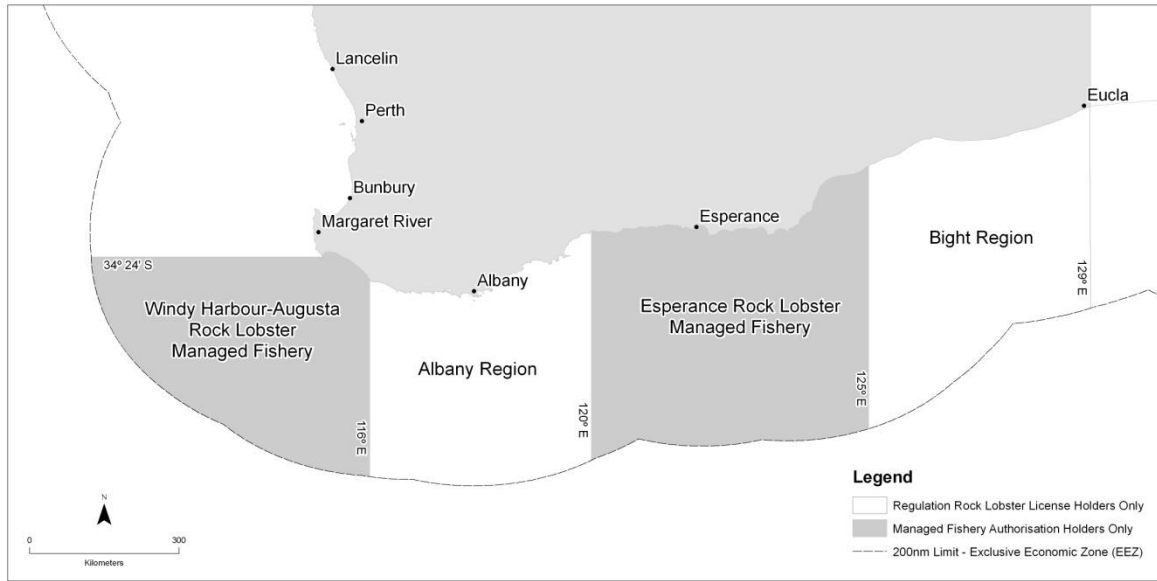 Lancelin
Perth
Eucla
Bunbury
Margaret River
Esperance
Bight Region
34° 24' S
129° E
Albany
Windy Harbour-Augusta
Rock Lobster
Managed Fishery
Esperance Rock Lobster
Managed Fishery
Albany Region
125° E
120° E
116° E
Legend
Regulation Rock Lobster License Holders Only
Managed Fishery Authorisation Holders Only
200nm Limit - Exclusive Economic Zone (EEZ)
N
0 300
Kilometers